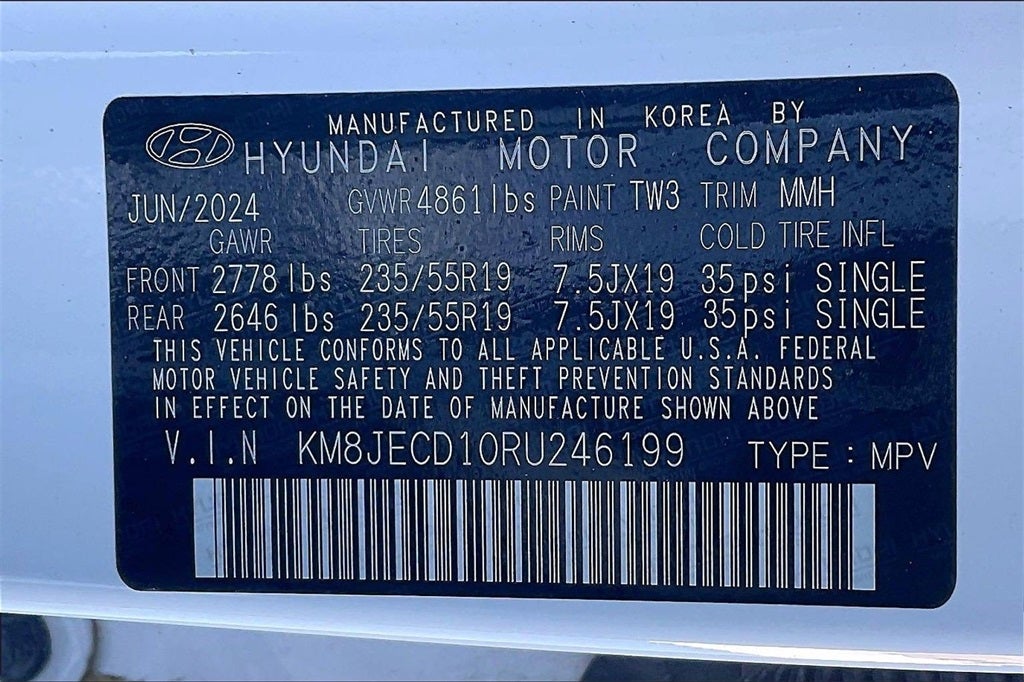 MANUFACTURED IN KOREA BY
HYUNDAI MOTOR COMPANY
JUN/2024 GVWR 4861 lbs PAINT TW3 TRIM MMH
GAWR TIRES RIMS COLD TIRE INFL
FRONT 2778 lbs 235/55R19 7.5JX19 35psi SINGLE
REAR 2646 lbs 235/55R19 7.5JX19 35psi SINGLE
THIS VEHICLE CONFORMS TO ALL APPLICABLE U.S.A. FEDERAL
MOTOR VEHICLE SAFETY AND THEFT PREVENTION STANDARDS
IN EFFECT ON THE DATE OF MANUFACTURE SHOWN ABOVE
V.I.N KM8JECD10RU246199 TYPE : MPV